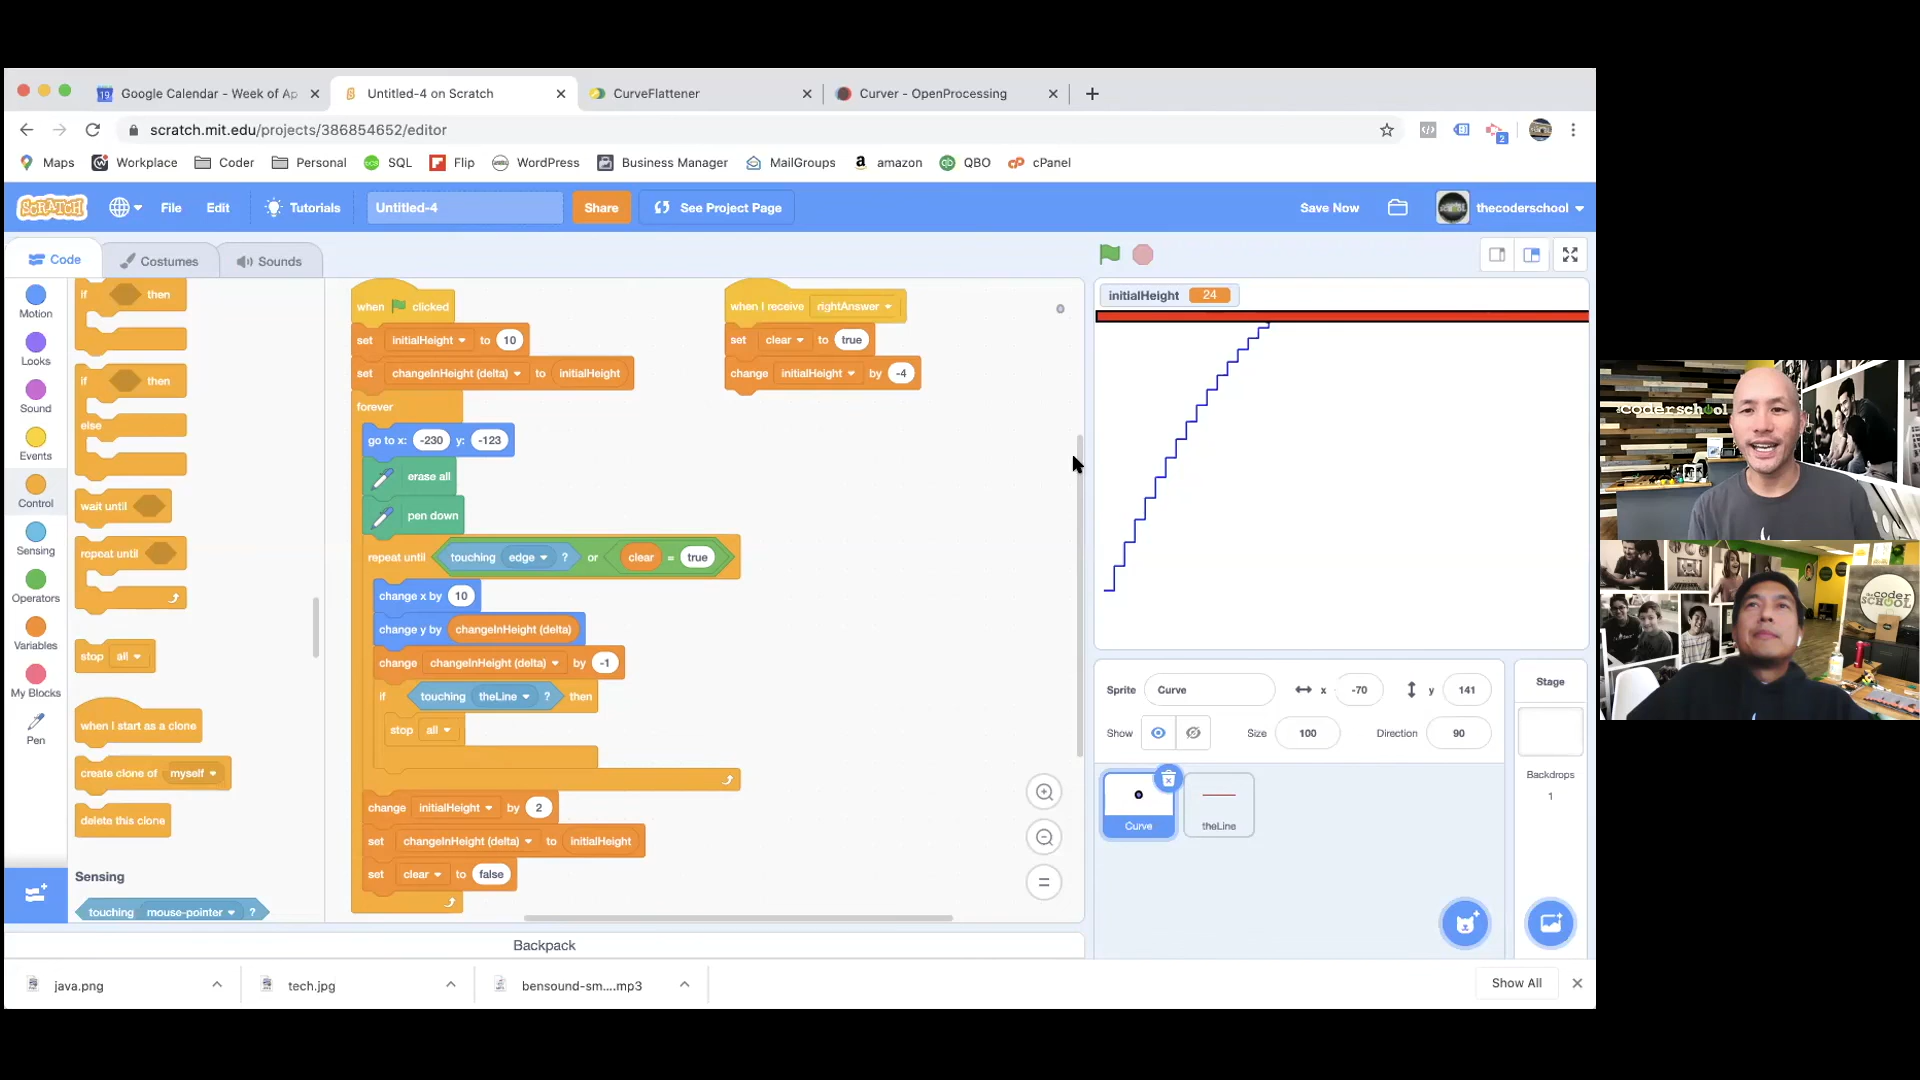 19 Google Calendar - Week of Ap
Untitled-4 on Scratch
CurveFlattener
Curver - OpenProcessing
scratch.mit.edu/projects/386854652/editor
2
Maps Workplace Coder Personal SQL Flip WordPress Business Manager MailGroups amazon QBO cPanel
SCRATCH File Edit Tutorials Untitled-4 Share See Project Page Save Now thecoderschool
Code Costumes Sounds
Motion
Looks
Sound
Events
Control
Sensing
Operators
Variables
My Blocks
Pen
if then
if then
else
wait until
repeat until
stop all
when I start as a clone
create clone of myself
delete this clone
Sensing
touching mouse-pointer ?
when clicked
set initialHeight to 10
set changeInHeight (delta) to initialHeight
forever
go to x: -230 y: -123
erase all
pen down
repeat until touching edge ? or clear = true
change x by 10
change y by changeInHeight (delta)
change changeInHeight (delta) by -1
if touching theLine ? then
stop all
change initialHeight by 2
set changeInHeight (delta) to initialHeight
set clear to false
when I receive rightAnswer
set clear to true
change initialHeight by -4
Backpack
initialHeight 24
Sprite Curve x -70 y 141
Show Size 100 Direction 90
Curve
theLine
Stage
Backdrops
1
java.png
tech.jpg
bensound-sm....mp3
Show All
coderschool
the coder SCHOOL